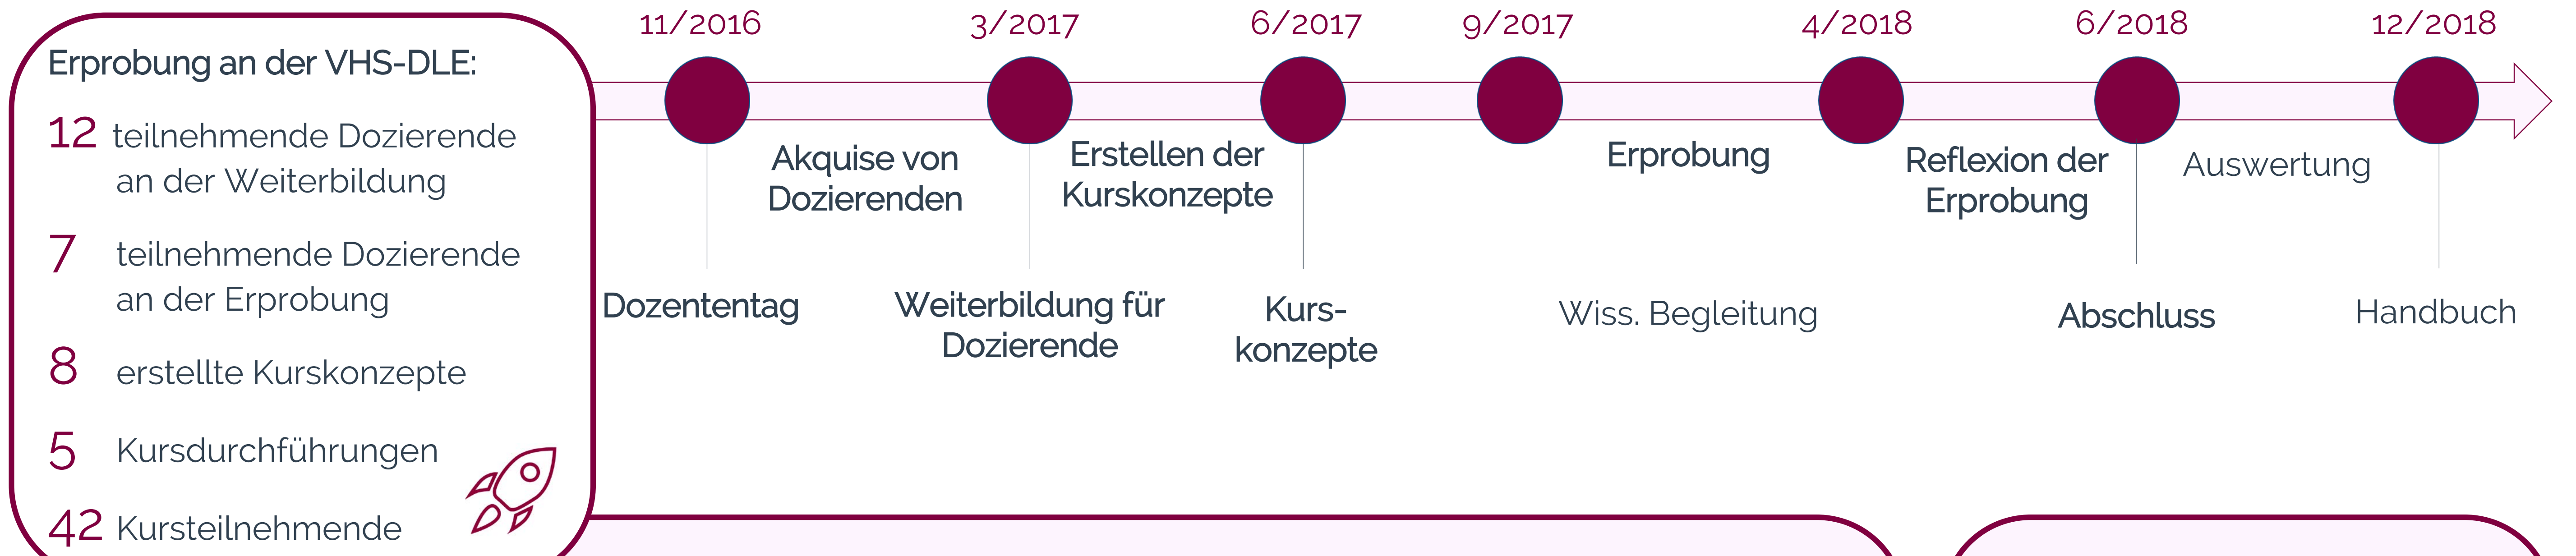 Erprobung an der VHS-DLE:
12 teilnehmende Dozierende
an der Weiterbildung
7 teilnehmende Dozierende
an der Erprobung
8 erstellte Kurskonzepte
5 Kursdurchführungen
42 Kursteilnehmende
11/2016
3/2017
6/2017
9/2017
4/2018
6/2018
12/2018
Akquise von
Dozierenden
Erstellen der
Kurskonzepte
Erprobung
Reflexion der
Erprobung
Auswertung
Dozententag
Weiterbildung für
Dozierende
Kurs-
konzepte
Wiss. Begleitung
Abschluss
Handbuch